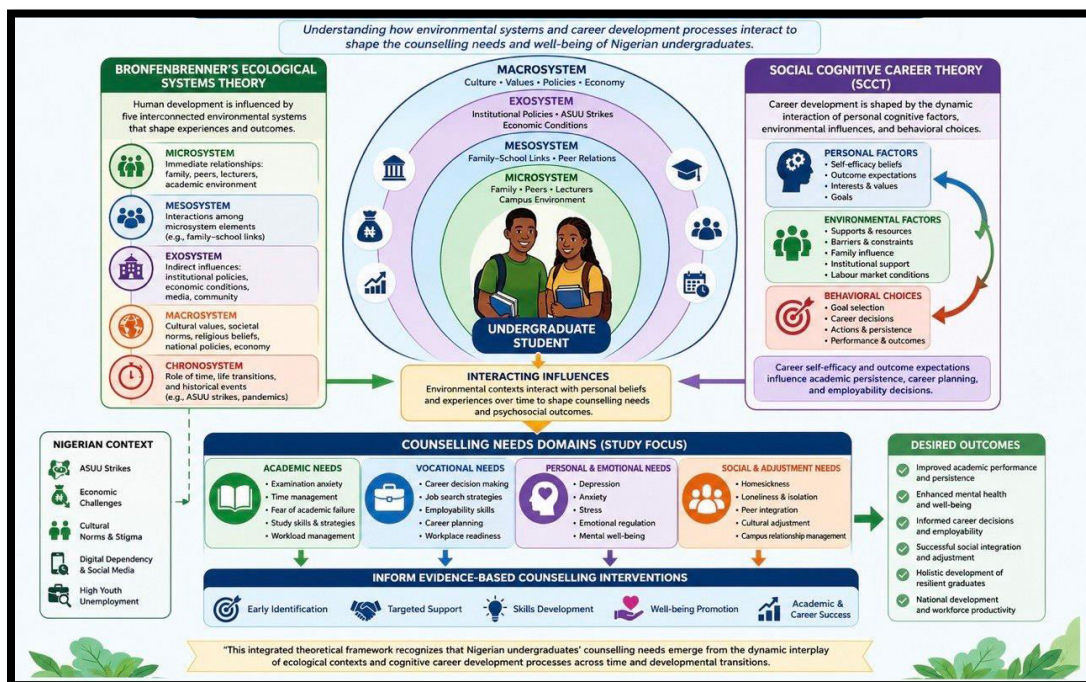 Understanding how environmental systems and career development processes interact to
shape the counselling needs and well-being of Nigerian undergraduates.
BRONFENBRENNER'S ECOLOGICAL
SYSTEMS THEORY
Human development is influenced by
five interconnected environmental systems
that shape experiences and outcomes.
MICROSYSTEM
Immediate relationships:
family, peers, lecturers,
academic environment
MESOSYSTEM
Interactions among
microsystem elements
(e.g., family–school links)
EXOSYSTEM
Indirect influences:
institutional policies,
economic conditions,
media, community
MACROSYSTEM
Cultural values, societal
norms, religious beliefs,
national policies, economy
CHRONOSYSTEM
Role of time, life transitions,
and historical events
(e.g., ASUU strikes, pandemics)
MACROSYSTEM
Culture • Values • Policies • Economy
EXOSYSTEM
Institutional Policies • ASUU Strikes
Economic Conditions
MESOSYSTEM
Family–School Links • Peer Relations
MICROSYSTEM
Family • Peers • Lecturers
Campus Environment
₦
UNDERGRADUATE
STUDENT
SOCIAL COGNITIVE CAREER THEORY
(SCCT)
Career development is shaped by the dynamic
interaction of personal cognitive factors,
environmental influences, and behavioral choices.
PERSONAL FACTORS
• Self-efficacy beliefs
• Outcome expectations
• Interests & values
• Goals
ENVIRONMENTAL FACTORS
• Supports & resources
• Barriers & constraints
• Family influence
• Institutional support
• Labour market conditions
BEHAVIORAL CHOICES
• Goal selection
• Career decisions
• Actions & persistence
• Performance & outcomes
Career self-efficacy and outcome expectations
influence academic persistence, career planning,
and employability decisions.
INTERACTING INFLUENCES
Environmental contexts interact with personal beliefs
and experiences over time to shape counselling needs
and psychosocial outcomes.
NIGERIAN CONTEXT
ASUU Strikes
₦
Economic
Challenges
Cultural
Norms & Stigma
Digital Dependency
& Social Media
High Youth
Unemployment
COUNSELLING NEEDS DOMAINS (STUDY FOCUS)
ACADEMIC NEEDS
• Examination anxiety
• Time management
• Fear of academic failure
• Study skills & strategies
• Workload management
VOCATIONAL NEEDS
• Career decision making
• Job search strategies
• Employability skills
• Career planning
• Workplace readiness
PERSONAL & EMOTIONAL NEEDS
• Depression
• Anxiety
• Stress
• Emotional regulation
• Mental well-being
SOCIAL & ADJUSTMENT NEEDS
• Homesickness
• Loneliness & isolation
• Peer integration
• Cultural adjustment
• Campus relationship management
INFORM EVIDENCE-BASED COUNSELLING INTERVENTIONS
Early Identification
Targeted Support
Skills Development
Well-being Promotion
Academic &
Career Success
DESIRED OUTCOMES
Improved academic performance
and persistence
Enhanced mental health
and well-being
Informed career decisions
and employability
Successful social integration
and adjustment
Holistic development of
resilient graduates
National development
and workforce productivity
"This integrated theoretical framework recognizes that Nigerian undergraduates' counselling needs emerge from the dynamic interplay
of ecological contexts and cognitive career development processes across time and developmental transitions.